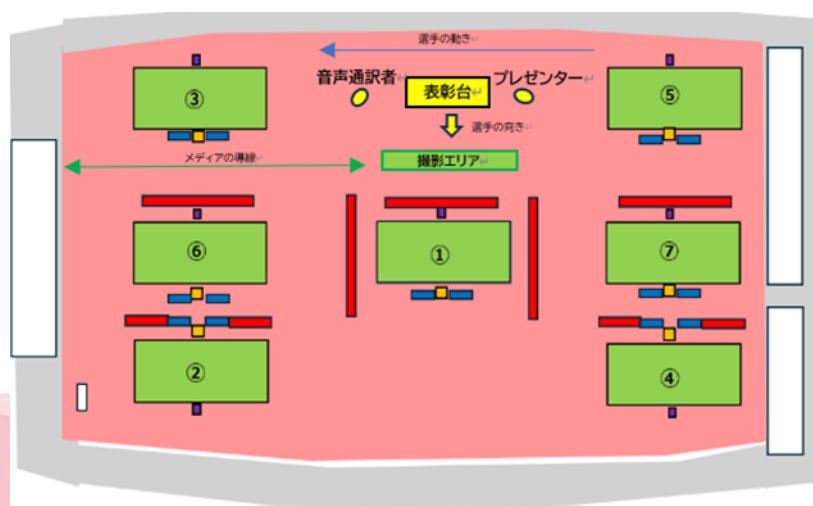 選手の動き
音声通訳者
プレゼンター
表彰台
③
⑤
選手の向き
メディアの導線
撮影エリア
⑥
①
⑦
②
④